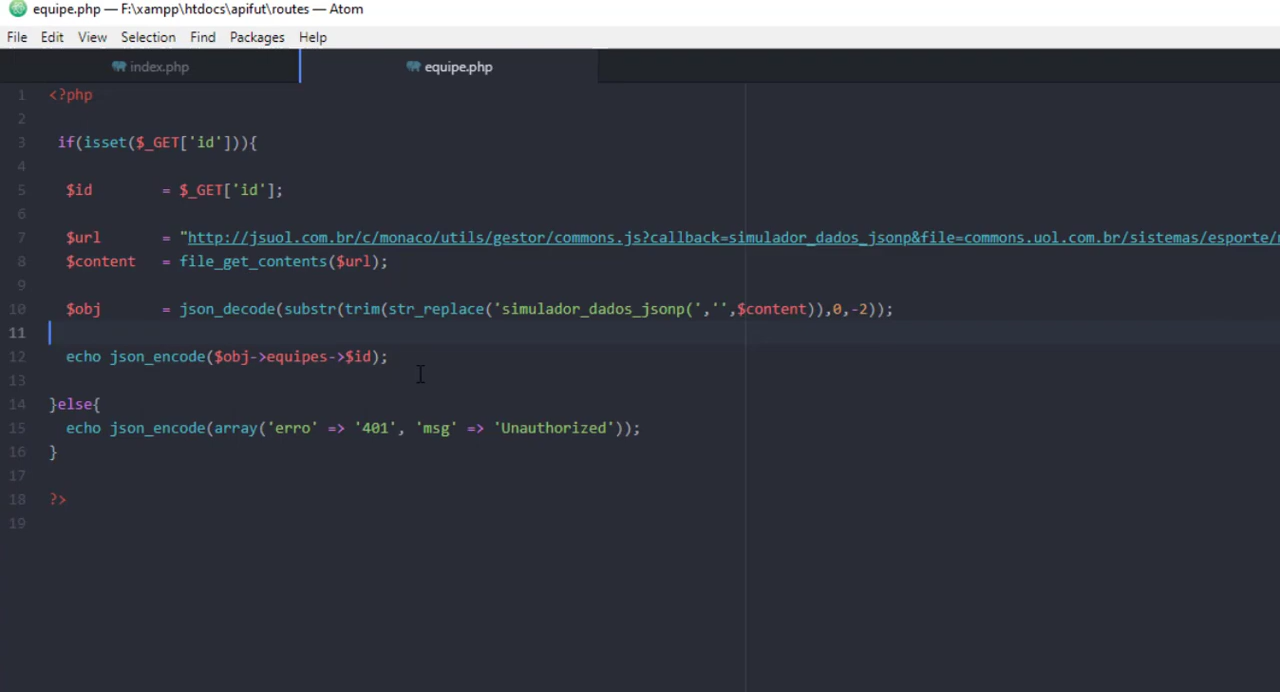 equipe.php — F:\xampp\htdocs\apifut\routes — Atom
File Edit View Selection Find Packages Help
index.php equipe.php
1 <?php
2
3 if(isset($_GET['id'])){
4
5 $id = $_GET['id'];
6
7 $url = "http://jsuol.com.br/c/monaco/utils/gestor/commons.js?callback=simulador_dados_jsonp&file=commons.uol.com.br/sistemas/esporte/
8 $content = file_get_contents($url);
9
10 $obj = json_decode(substr(trim(str_replace('simulador_dados_jsonp(','',$content)),0,-2));
11
12 echo json_encode($obj->equipes->$id);
13
14 }else{
15 echo json_encode(array('erro' => '401', 'msg' => 'Unauthorized'));
16 }
17
18 ?>
19